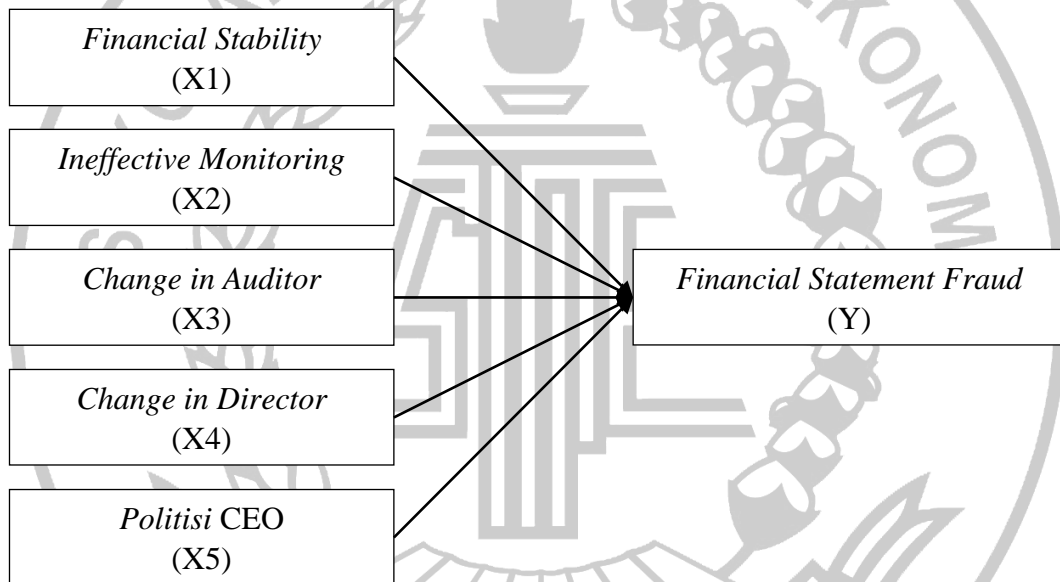 Financial Stability
(X1)
Ineffective Monitoring
(X2)
Change in Auditor
(X3)
Change in Director
(X4)
Politisi CEO
(X5)
Financial Statement Fraud
(Y)
EKONOM